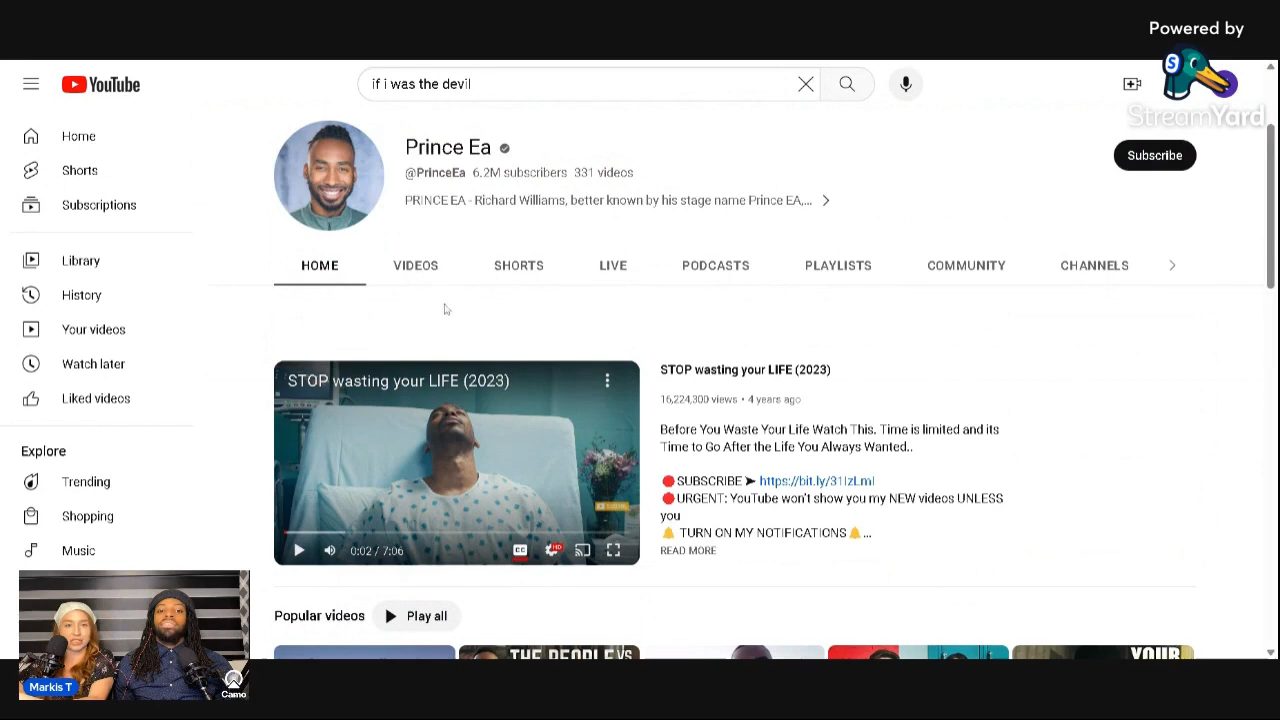 Powered by
StreamYard
YouTube
if i was the devil
Home
Shorts
Subscriptions
Library
History
Your videos
Watch later
Liked videos
Explore
Trending
Shopping
Music
Prince Ea
@PrinceEa 6.2M subscribers 331 videos
PRINCE EA - Richard Williams, better known by his stage name Prince EA,...
Subscribe
HOME VIDEOS SHORTS LIVE PODCASTS PLAYLISTS COMMUNITY CHANNELS
STOP wasting your LIFE (2023)
0:02 / 7:06
STOP wasting your LIFE (2023)
16,224,300 views • 4 years ago
Before You Waste Your Life Watch This. Time is limited and its
Time to Go After the Life You Always Wanted..
🔴SUBSCRIBE ➤ https://bit.ly/31IzLmI
🔴URGENT: YouTube won't show you my NEW videos UNLESS
you
🔔 TURN ON MY NOTIFICATIONS🔔...
READ MORE
Popular videos Play all
THE PEOPLE VS
YOUR
Markis T
Camo